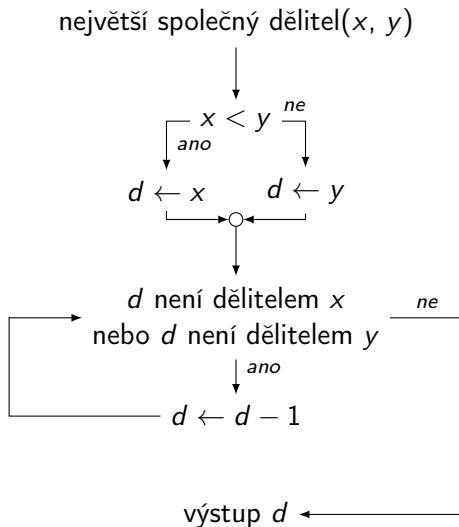 největší společný dělitel(x, y)
x < y
ne
ano
d ← x
d ← y
d není dělitelem x
nebo d není dělitelem y
ne
ano
d ← d − 1
výstup d